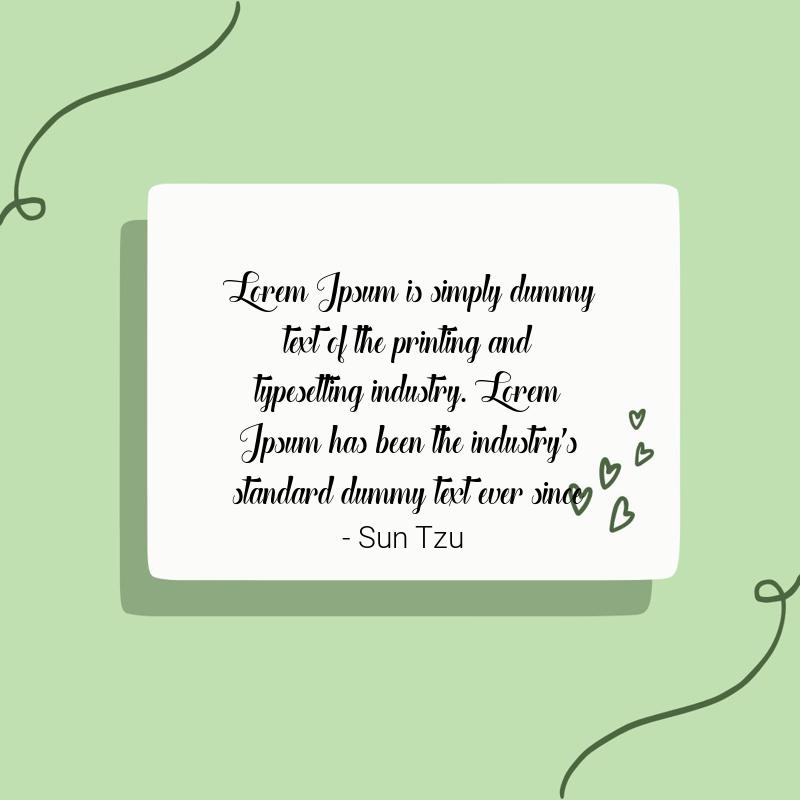 Lorem Ipsum is simply dummy
text of the printing and
typesetting industry. Lorem
Ipsum has been the industry's
standard dummy text ever since
- Sun Tzu